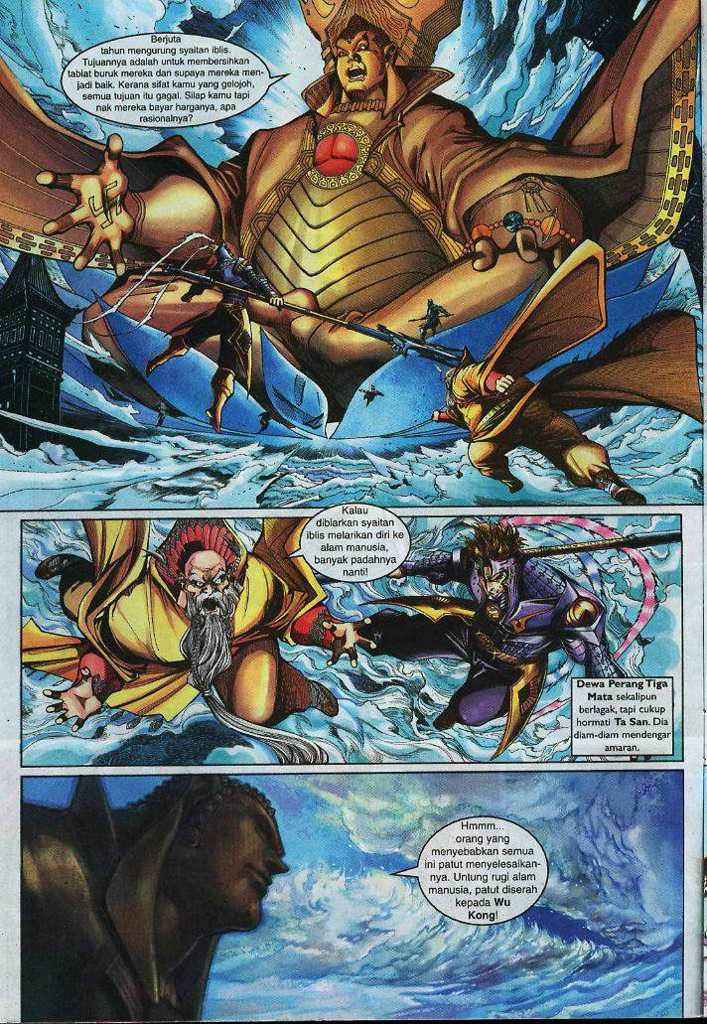 Berjuta
tahun mengurung syaitan iblis.
Tujuannya adalah untuk membersihkan
tablat buruk mereka dan supaya mereka men-
jadi baik. Kerana sifat kamu yang gelojoh,
semua tujuan itu gagal. Silap kamu tapi
nak mereka bayar harganya, apa
rasionalnya?
Kalau
dibiarkan syaitan
iblis melarikan diri ke
alam manusia,
banyak padahnya
nanti!
Dewa Perang Tiga
Mata sekalipun
berlagak, tapi cukup
hormati Ta San. Dia
diam-diam mendengar
amaran.
Hmmm...
orang yang
menyebabkan semua
ini patut menyelesaikan-
nya. Untung rugi alam
manusia, patut diserah
kepada Wu
Kong!